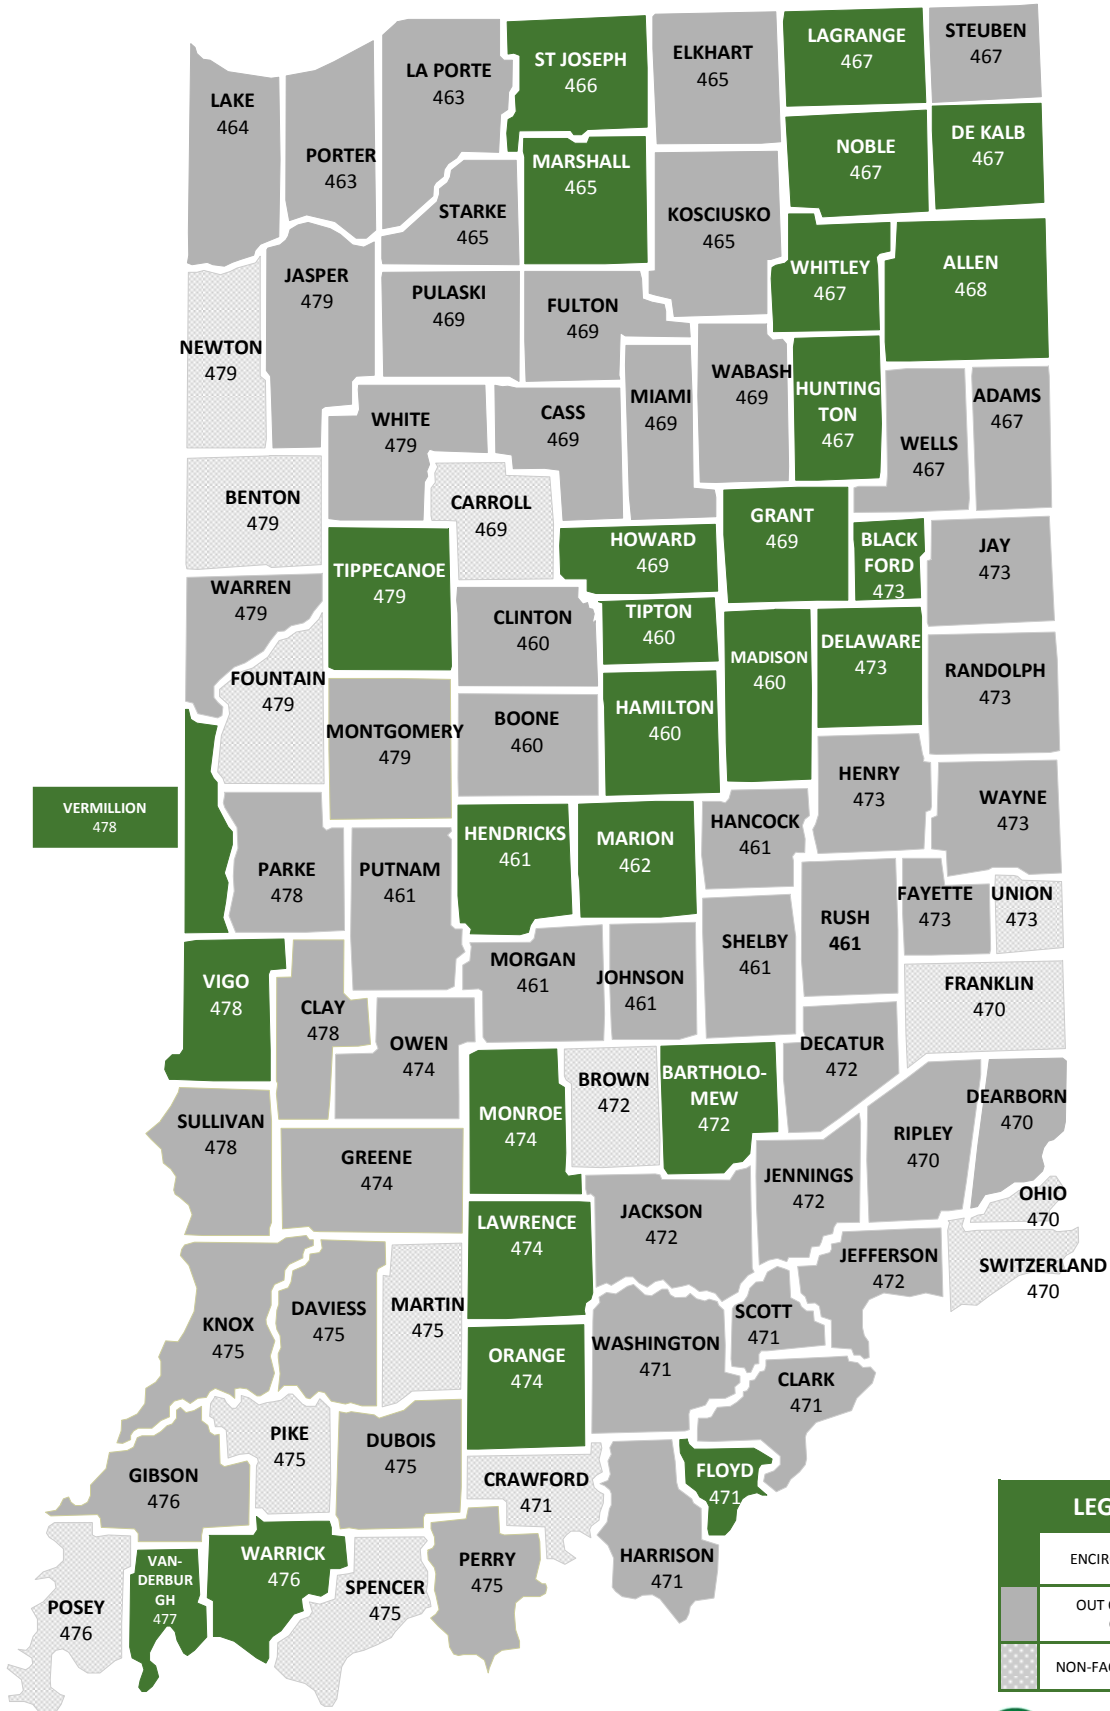 LAKE
464
PORTER
463
LA PORTE
463
ST JOSEPH
466
ELKHART
465
LAGRANGE
467
STEUBEN
467
STARKE
465
MARSHALL
465
KOSCIUSKO
465
NOBLE
467
DE KALB
467
NEWTON
479
JASPER
479
PULASKI
469
FULTON
469
WHITLEY
467
ALLEN
468
WHITE
479
CASS
469
MIAMI
469
WABASH
469
HUNTING
TON
467
WELLS
467
ADAMS
467
BENTON
479
CARROLL
469
HOWARD
469
GRANT
469
BLACK
FORD
473
JAY
473
WARREN
479
TIPPECANOE
479
CLINTON
460
TIPTON
460
MADISON
460
DELAWARE
473
RANDOLPH
473
FOUNTAIN
479
MONTGOMERY
479
BOONE
460
HAMILTON
460
HENRY
473
WAYNE
473
VERMILLION
478
PARKE
478
PUTNAM
461
HENDRICKS
461
MARION
462
HANCOCK
461
RUSH
461
FAYETTE
473
UNION
473
VIGO
478
CLAY
478
OWEN
474
MORGAN
461
JOHNSON
461
SHELBY
461
FRANKLIN
470
DECATUR
472
SULLIVAN
478
GREENE
474
MONROE
474
BROWN
472
BARTHOLO-
MEW
472
JENNINGS
472
RIPLEY
470
DEARBORN
470
OHIO
470
SWITZERLAND
470
LAWRENCE
474
JACKSON
472
JEFFERSON
472
KNOX
475
DAVIESS
475
MARTIN
475
ORANGE
474
WASHINGTON
471
SCOTT
471
CLARK
471
GIBSON
476
PIKE
475
DUBOIS
475
CRAWFORD
471
FLOYD
471
HARRISON
471
POSEY
476
VAN-
DERBUR
GH
477
WARRICK
476
SPENCER
475
PERRY
475
LEG
ENCIR
OUT
NON-FAC